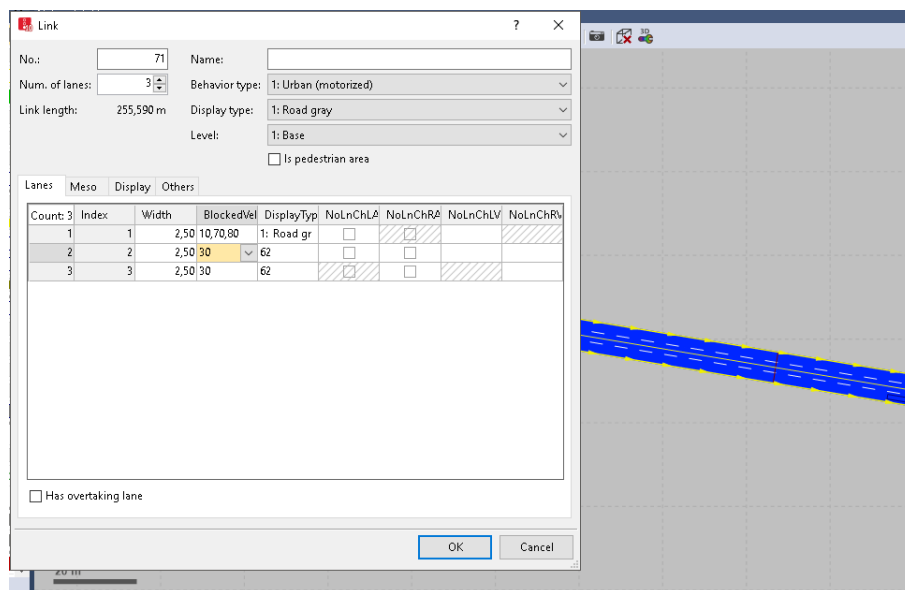 Link
? ×
No.: 71 Name:
Num. of lanes: 3 Behavior type: 1: Urban (motorized)
Link length: 255,590 m Display type: 1: Road gray
Level: 1: Base
Is pedestrian area
Lanes Meso Display Others
Count: 3 Index Width BlockedVel DisplayTyp NoLnChLA NoLnChRA NoLnChLV NoLnChRV
1 1 2,50 10,70,80 1: Road gr
2 2 2,50 30 62
3 3 2,50 30 62
Has overtaking lane
OK Cancel
3D
20 m